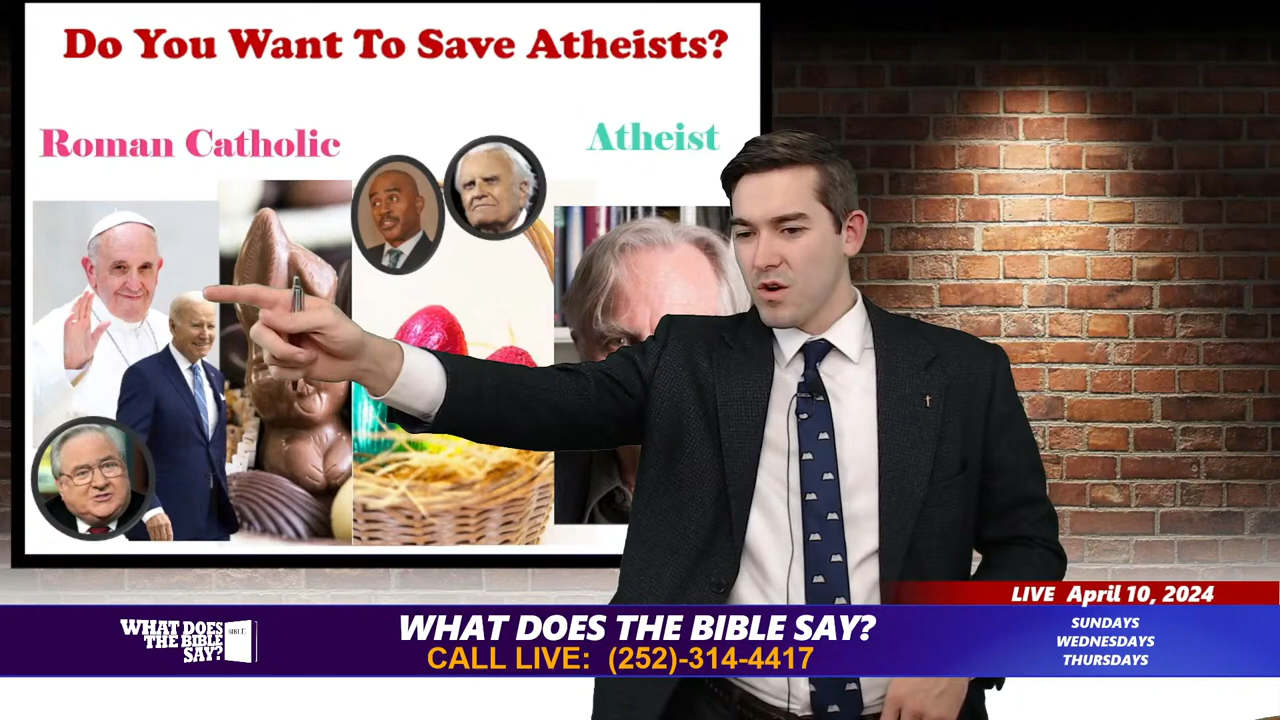 Do You Want To Save Atheists?
Roman Catholic
Atheist
LIVE April 10, 2024
WHAT DOES
THE BIBLE
SAY?
BIBLE
WHAT DOES THE BIBLE SAY?
CALL LIVE: (252)-314-4417
SUNDAYS
WEDNESDAYS
THURSDAYS